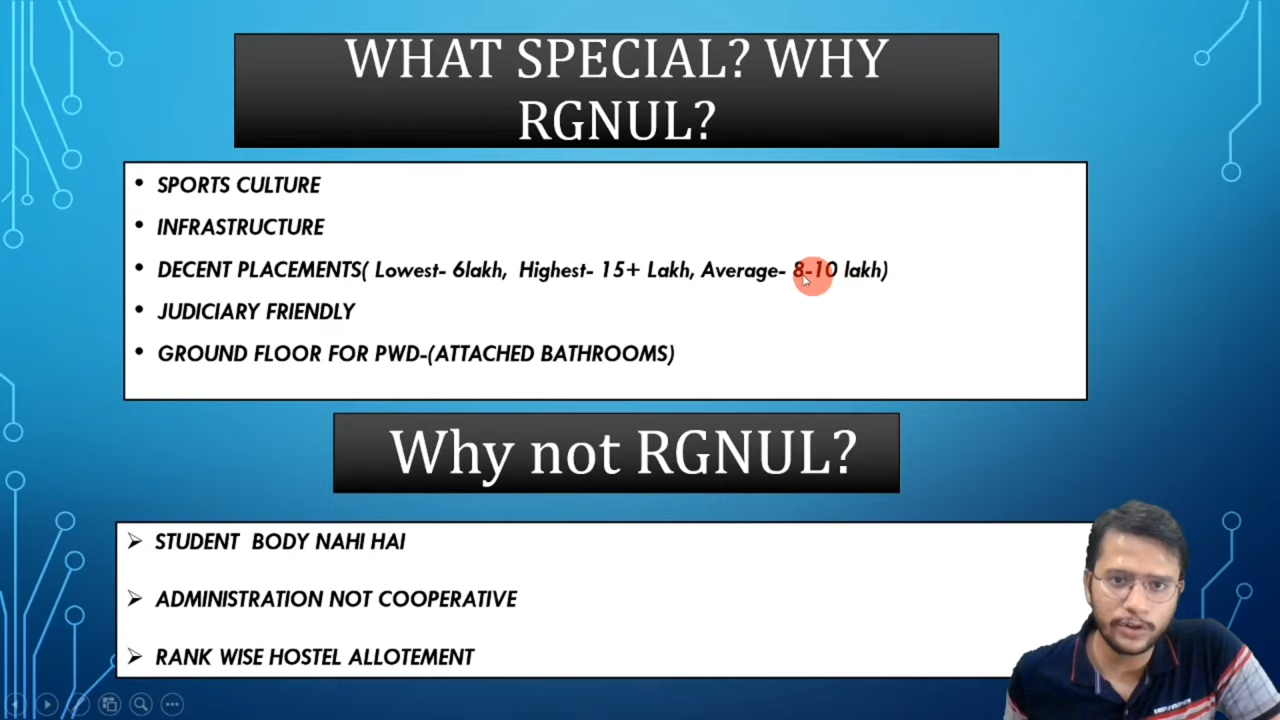 WHAT SPECIAL? WHY
RGNUL?
• SPORTS CULTURE
• INFRASTRUCTURE
• DECENT PLACEMENTS( Lowest- 6lakh, Highest- 15+ Lakh, Average- 8-10 lakh)
• JUDICIARY FRIENDLY
• GROUND FLOOR FOR PWD-(ATTACHED BATHROOMS)
Why not RGNUL?
➢ STUDENT BODY NAHI HAI
➢ ADMINISTRATION NOT COOPERATIVE
➢ RANK WISE HOSTEL ALLOTEMENT